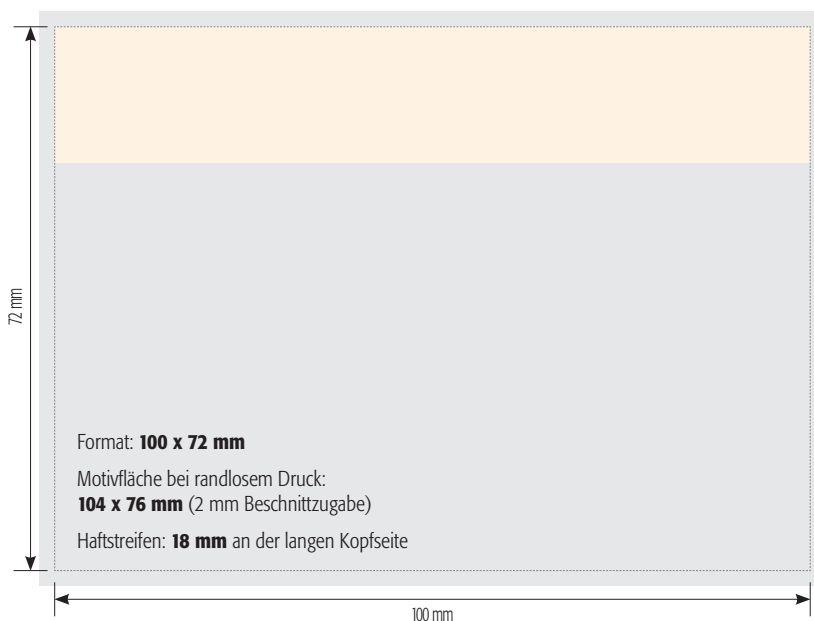 72 mm
Format: 100 x 72 mm
Motivfläche bei randlosem Druck:
104 x 76 mm (2 mm Beschnittzugabe)
Haftstreifen: 18 mm an der langen Kopfseite
100 mm